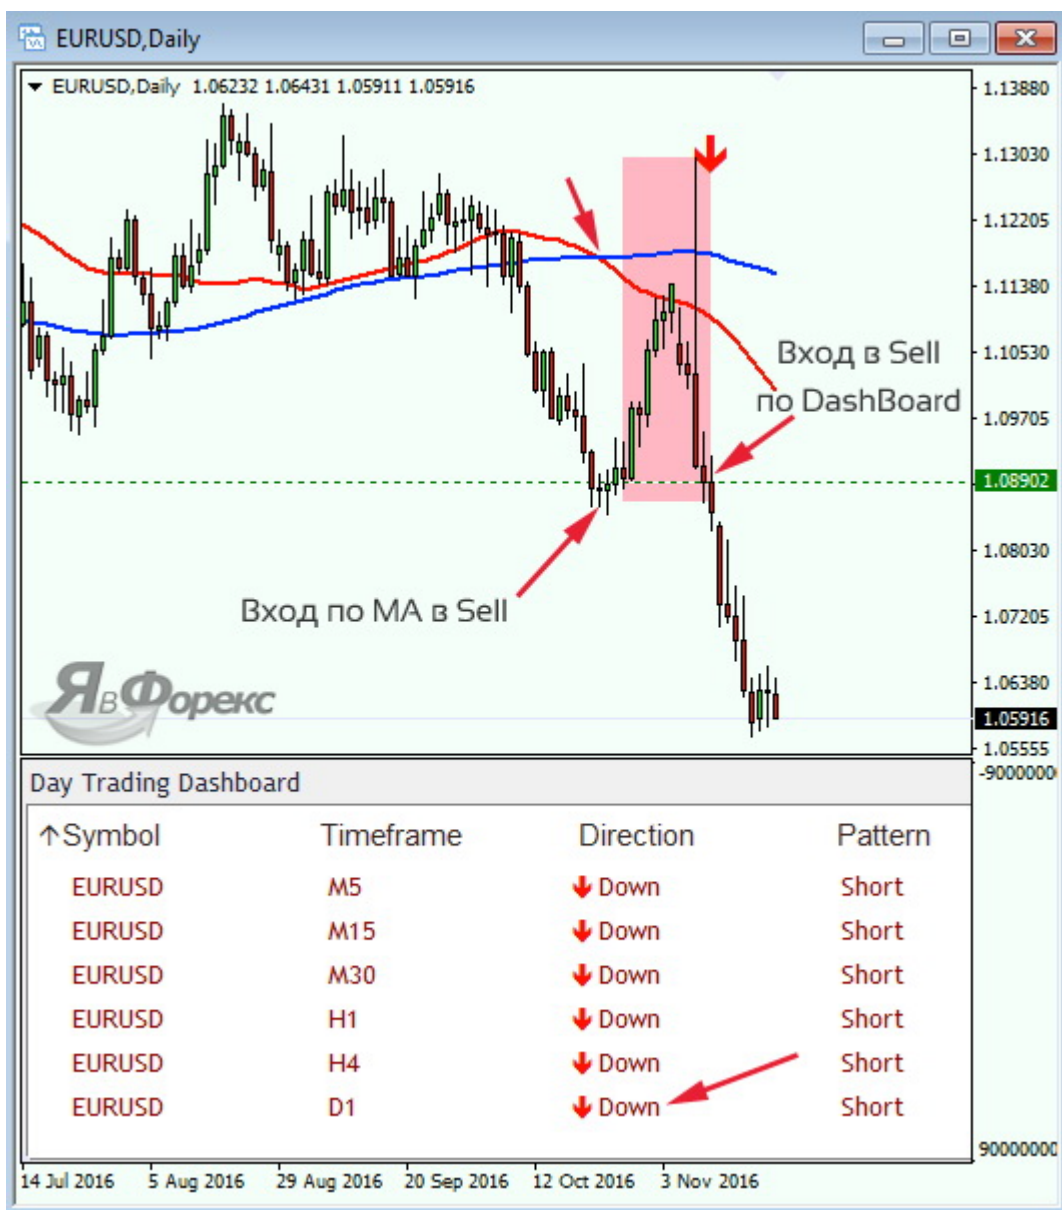 EURUSD,Daily
EURUSD,Daily 1.06232 1.06431 1.05911 1.05916
1.13880
1.13030
1.12205
1.11380
1.10530
Вход в Sell
по DashBoard
1.09705
1.08902
1.08030
Вход по МА в Sell
1.07205
1.06380
Я в Форекс
1.05916
1.05555
Day Trading Dashboard
-90000000
↑Symbol Timeframe Direction Pattern
EURUSD M5 Down Short
EURUSD M15 Down Short
EURUSD M30 Down Short
EURUSD H1 Down Short
EURUSD H4 Down Short
EURUSD D1 Down Short
90000000
14 Jul 2016 5 Aug 2016 29 Aug 2016 20 Sep 2016 12 Oct 2016 3 Nov 2016